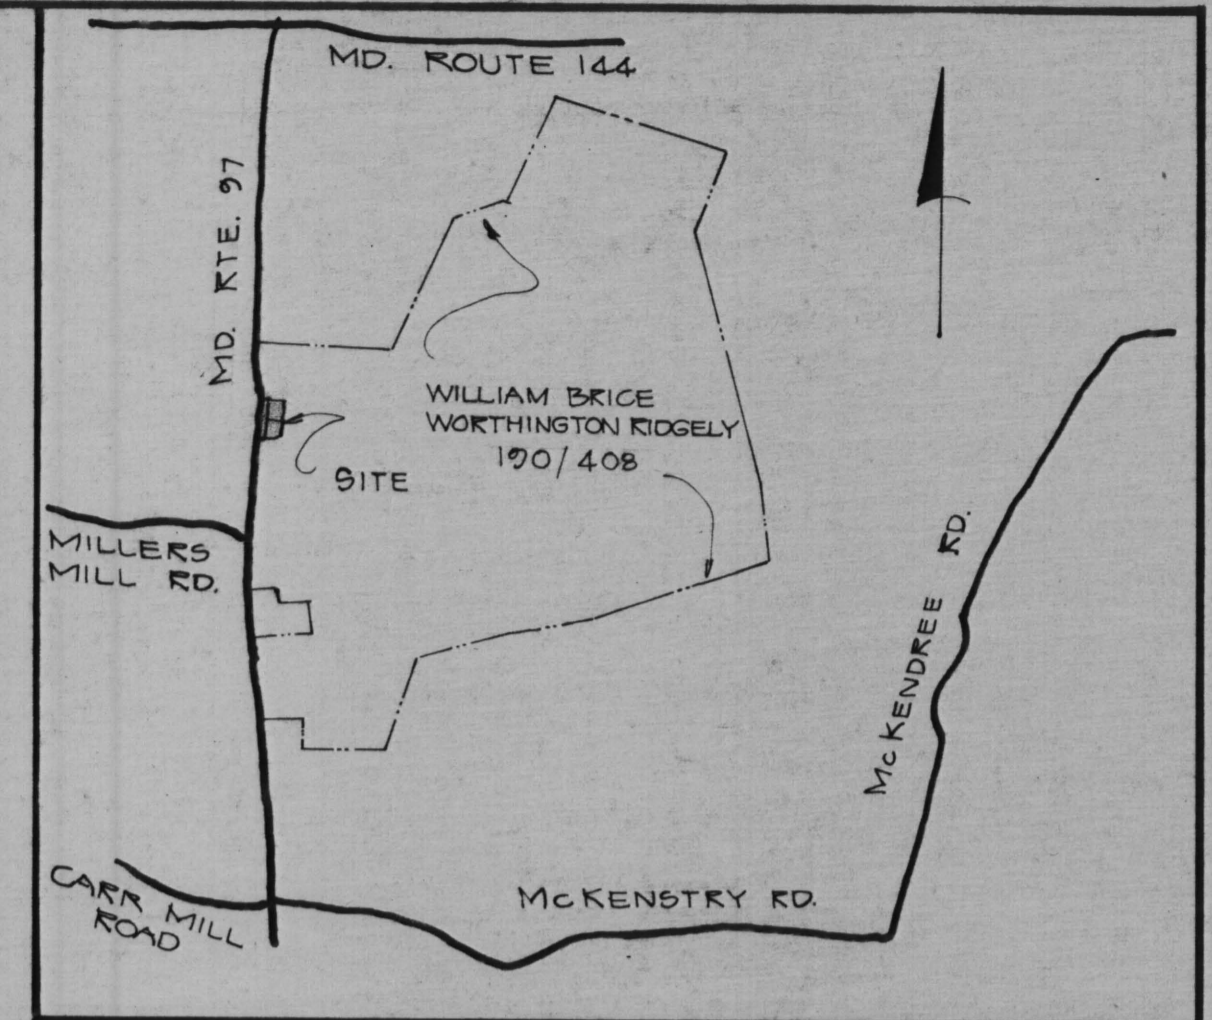 MD. ROUTE 144
MD. RTE. 97
WILLIAM BRICE
WORTHINGTON RIDGELY
190/408
SITE
MILLERS
MILL RD.
McKENDREE RD.
McKENSTRY RD.
CARR MILL
ROAD